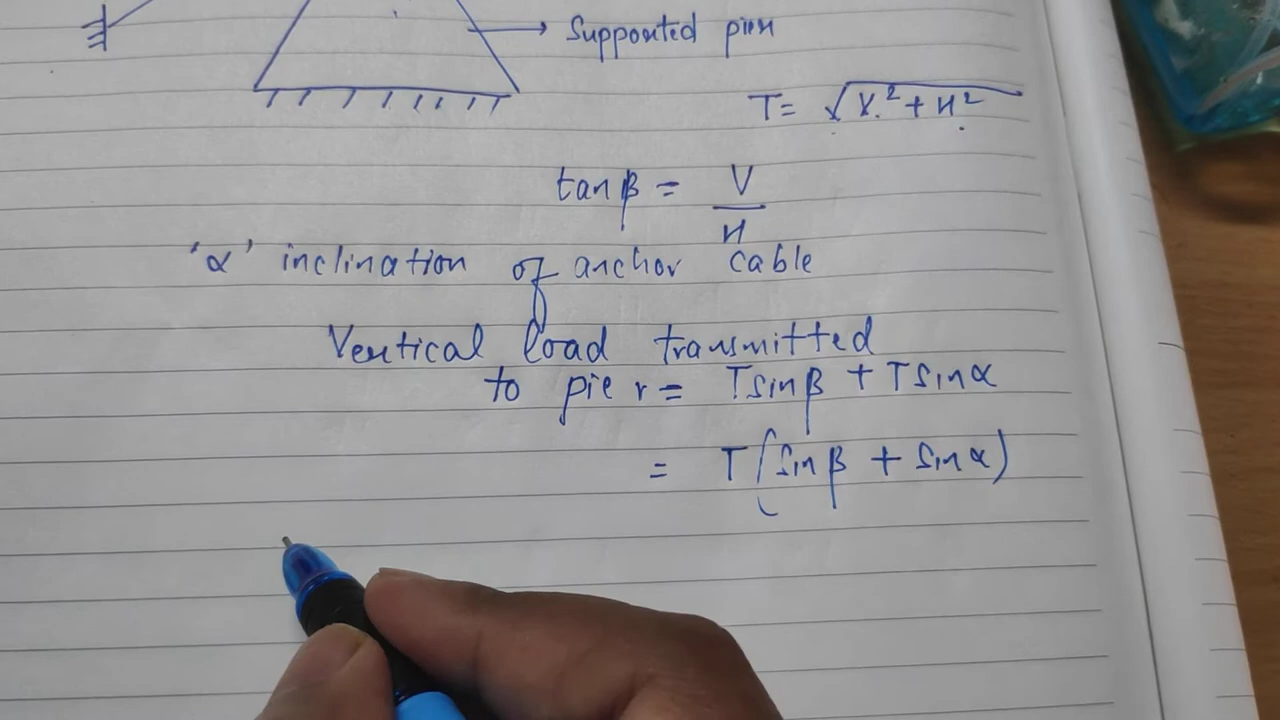 Supported pier
T = √V² + H²
tan β = V
H
'α' inclination of anchor cable
Vertical load transmitted
to pier = T sin β + T sin α
= T(sin β + sin α)